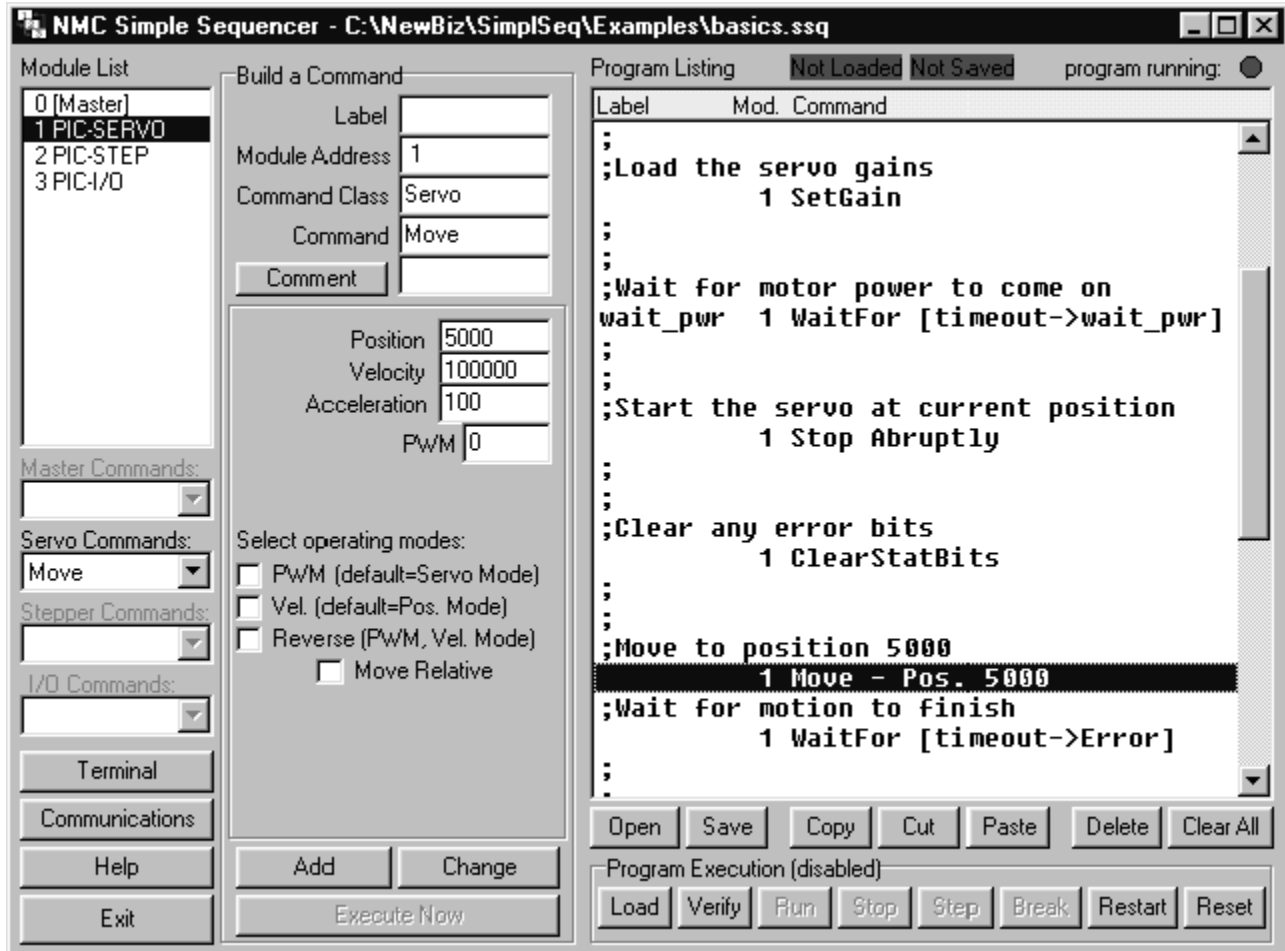 NMC Simple Sequencer - C:\NewBiz\SimplSeq\Examples\basics.ssq
Module List
0 [Master]
1 PIC-SERVO
2 PIC-STEP
3 PIC-I/O
Master Commands:
Servo Commands:
Move
Stepper Commands:
I/O Commands:
Terminal
Communications
Help
Exit
Build a Command
Label
Module Address 1
Command Class Servo
Command Move
Comment
Position 5000
Velocity 100000
Acceleration 100
PWM 0
Select operating modes:
PWM (default=Servo Mode)
Vel. (default=Pos. Mode)
Reverse (PWM, Vel. Mode)
Move Relative
Add Change
Execute Now
Program Listing Not Loaded Not Saved program running:
Label Mod. Command
;
;Load the servo gains
1 SetGain
;
;
;Wait for motor power to come on
wait_pwr 1 WaitFor [timeout->wait_pwr]
;
;
;Start the servo at current position
1 Stop Abruptly
;
;
;Clear any error bits
1 ClearStatBits
;
;
;Move to position 5000
1 Move - Pos. 5000
;Wait for motion to finish
1 WaitFor [timeout->Error]
;
Open Save Copy Cut Paste Delete Clear All
Program Execution (disabled)
Load Verify Run Stop Step Break Restart Reset